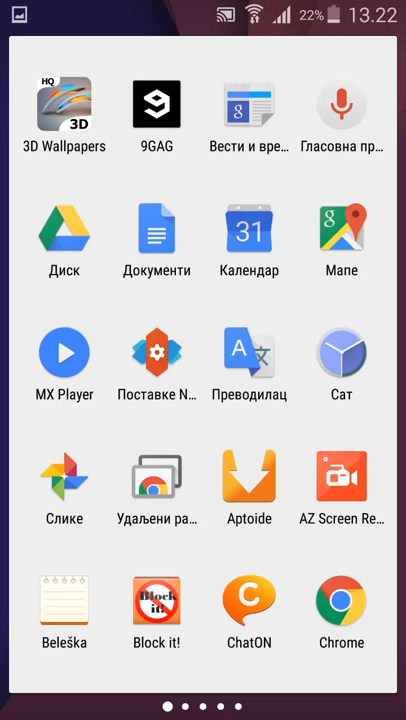 22% 13.22
HQ
3D
3D Wallpapers 9GAG Вести и вре... Гласовна пр...
g
31 g
Диск Документи Календар Мапе
A 文
MX Player Поставке N... Преводилац Сат
Слике Удаљени ра... Aptoide AZ Screen Re...
Block it!
C
Beleška Block it! ChatON Chrome